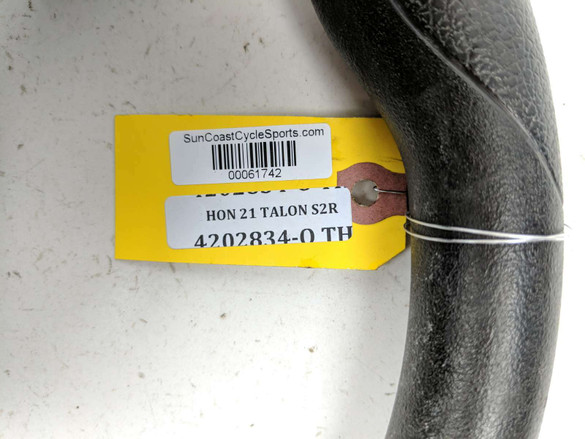 SunCoastCycleSports.com
00061742
HON 21 TALON S2R
4202834-O TH